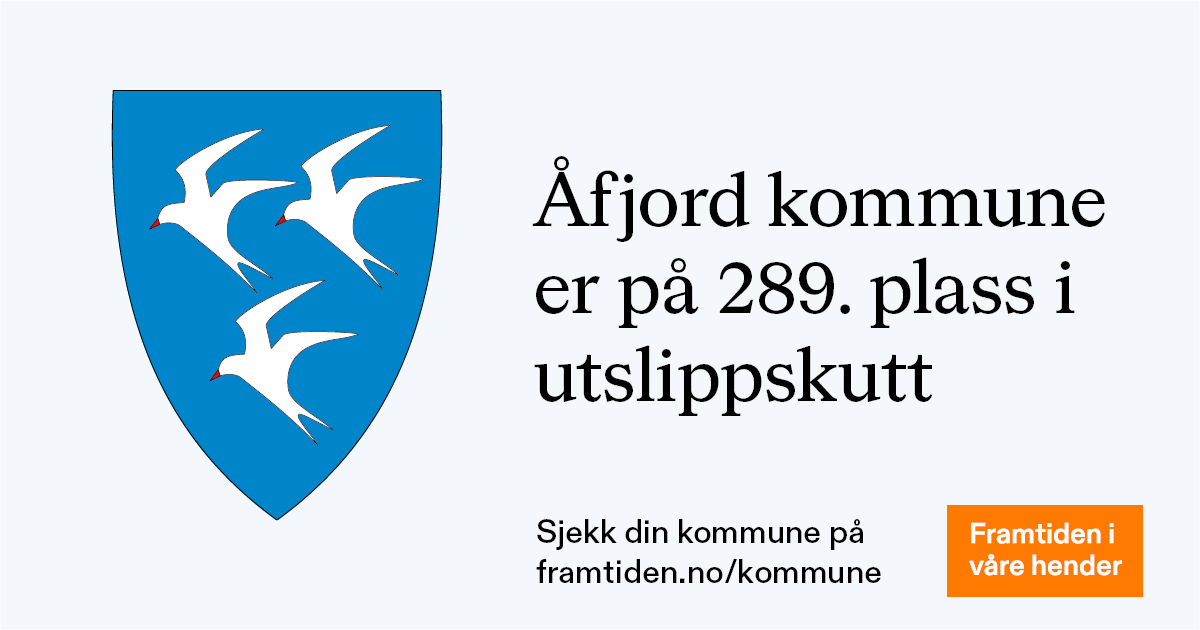 Åfjord kommune
er på 289. plass i
utslippskutt
Sjekk din kommune på
framtiden.no/kommune
Framtiden i
våre hender